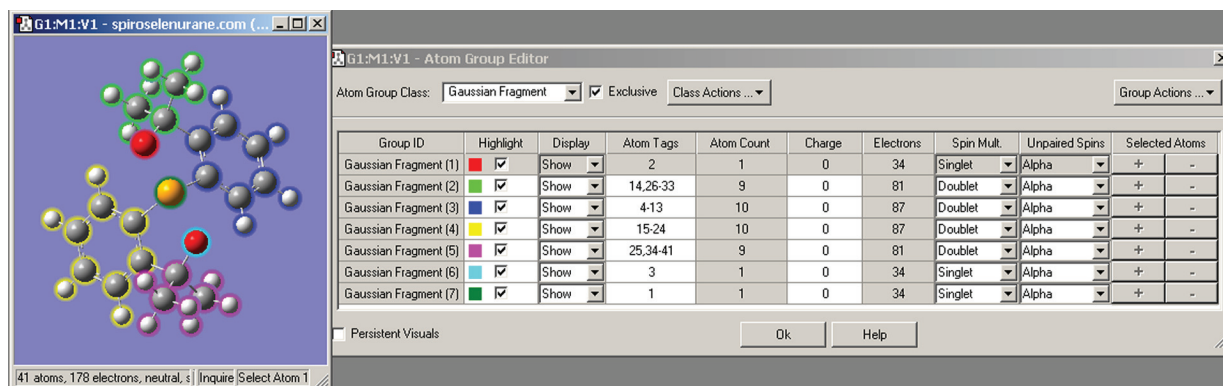 G1:M1:V1 - spiroselenurane.com (...
G1:M1:V1 - Atom Group Editor
Atom Group Class: Gaussian Fragment Exclusive Class Actions ... Group Actions ...
Group ID Highlight Display Atom Tags Atom Count Charge Electrons Spin Mult. Unpaired Spins Selected Atoms
Gaussian Fragment (1) Show 2 1 0 34 Singlet Alpha + -
Gaussian Fragment (2) Show 14,26-33 9 0 81 Doublet Alpha + -
Gaussian Fragment (3) Show 4-13 10 0 87 Doublet Alpha + -
Gaussian Fragment (4) Show 15-24 10 0 87 Doublet Alpha + -
Gaussian Fragment (5) Show 25,34-41 9 0 81 Doublet Alpha + -
Gaussian Fragment (6) Show 3 1 0 34 Singlet Alpha + -
Gaussian Fragment (7) Show 1 1 0 34 Singlet Alpha + -
Persistent Visuals Ok Help
41 atoms, 178 electrons, neutral, s Inquire Select Atom 1